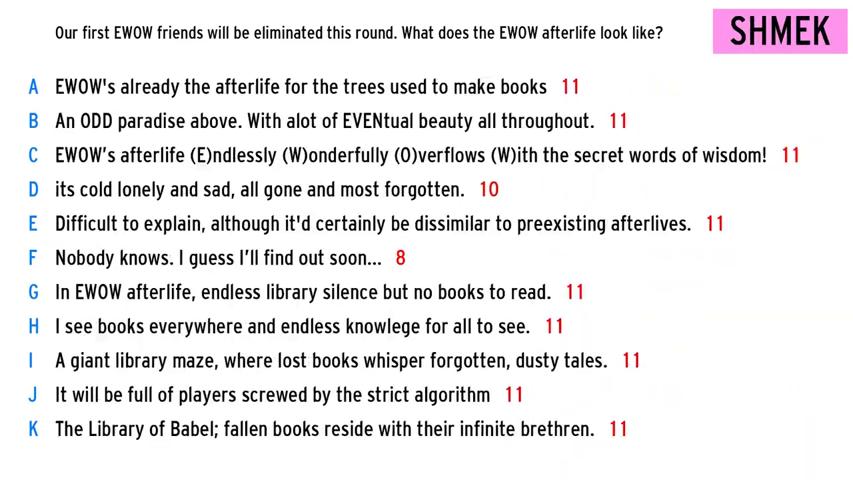 Our first EWOW friends will be eliminated this round. What does the EWOW afterlife look like?
SHMEK
A EWOW's already the afterlife for the trees used to make books 11
B An ODD paradise above. With alot of EVENtual beauty all throughout. 11
C EWOW's afterlife (E)ndlessly (W)onderfully (O)verflows (W)ith the secret words of wisdom! 11
D its cold lonely and sad, all gone and most forgotten. 10
E Difficult to explain, although it'd certainly be dissimilar to preexisting afterlives. 11
F Nobody knows. I guess I'll find out soon... 8
G In EWOW afterlife, endless library silence but no books to read. 11
H I see books everywhere and endless knowlege for all to see. 11
I A giant library maze, where lost books whisper forgotten, dusty tales. 11
J It will be full of players screwed by the strict algorithm 11
K The Library of Babel; fallen books reside with their infinite brethren. 11